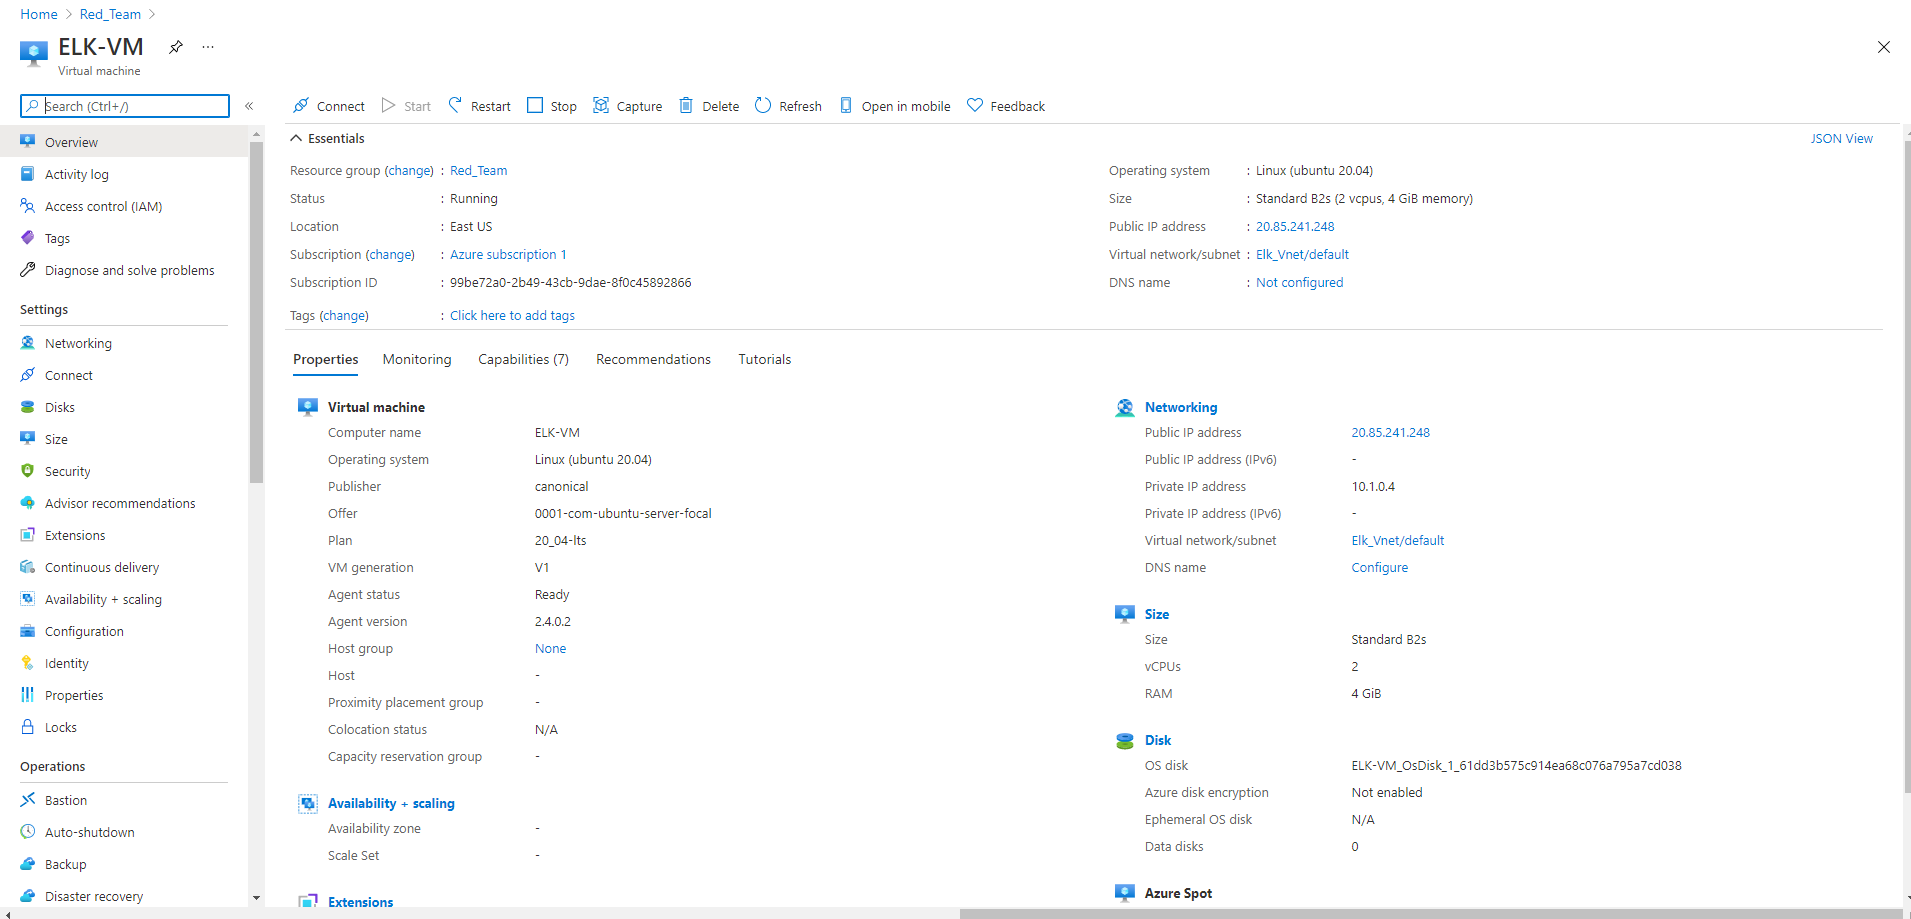 Home > Red_Team >
ELK-VM
Virtual machine
Search (Ctrl+/)
Overview
Activity log
Access control (IAM)
Tags
Diagnose and solve problems
Settings
Networking
Connect
Disks
Size
Security
Advisor recommendations
Extensions
Continuous delivery
Availability + scaling
Configuration
Identity
Properties
Locks
Operations
Bastion
Auto-shutdown
Backup
Disaster recovery
Connect Start Restart Stop Capture Delete Refresh Open in mobile Feedback
Essentials
JSON View
Resource group (change) : Red_Team
Status : Running
Location : East US
Subscription (change) : Azure subscription 1
Subscription ID : 99be72a0-2b49-43cb-9dae-8f0c45892866
Tags (change) : Click here to add tags
Operating system : Linux (ubuntu 20.04)
Size : Standard B2s (2 vcpus, 4 GiB memory)
Public IP address : 20.85.241.248
Virtual network/subnet : Elk_Vnet/default
DNS name : Not configured
Properties Monitoring Capabilities (7) Recommendations Tutorials
Virtual machine
Computer name ELK-VM
Operating system Linux (ubuntu 20.04)
Publisher canonical
Offer 0001-com-ubuntu-server-focal
Plan 20_04-lts
VM generation V1
Agent status Ready
Agent version 2.4.0.2
Host group None
Host -
Proximity placement group -
Colocation status N/A
Capacity reservation group -
Availability + scaling
Availability zone -
Scale Set -
Extensions
Networking
Public IP address 20.85.241.248
Public IP address (IPv6) -
Private IP address 10.1.0.4
Private IP address (IPv6) -
Virtual network/subnet Elk_Vnet/default
DNS name Configure
Size
Size Standard B2s
vCPUs 2
RAM 4 GiB
Disk
OS disk ELK-VM_OsDisk_1_61dd3b575c914ea68c076a795a7cd038
Azure disk encryption Not enabled
Ephemeral OS disk N/A
Data disks 0
Azure Spot